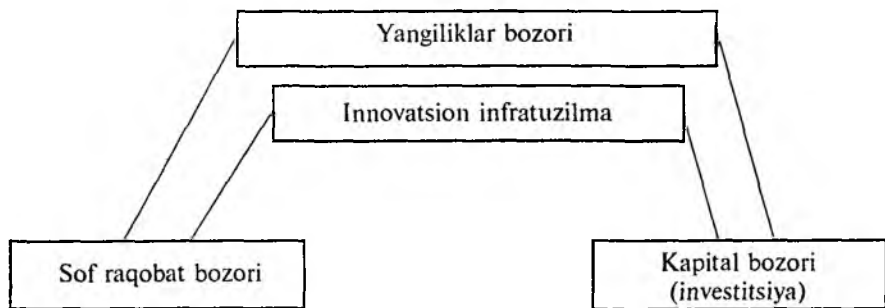 Yangiliklar bozori
Innovatsion infratuzilma
Sof raqobat bozori
Kapital bozori
(investitsiya)